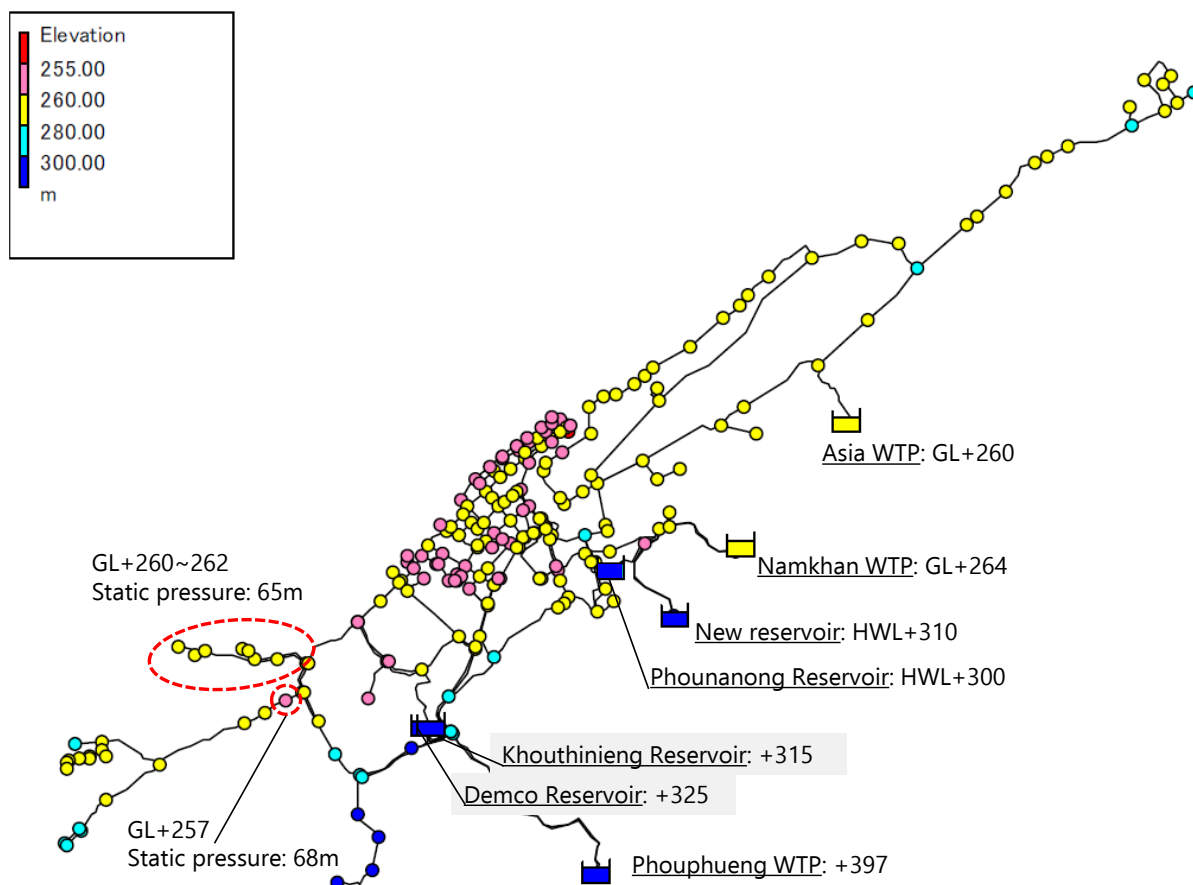 Elevation
255.00
260.00
280.00
300.00
m
Asia WTP: GL+260
GL+260~262
Static pressure: 65m
Namkhan WTP: GL+264
New reservoir: HWL+310
Phounanong Reservoir: HWL+300
Khouthinieng Reservoir: +315
Demco Reservoir: +325
GL+257
Static pressure: 68m
Phouphueng WTP: +397